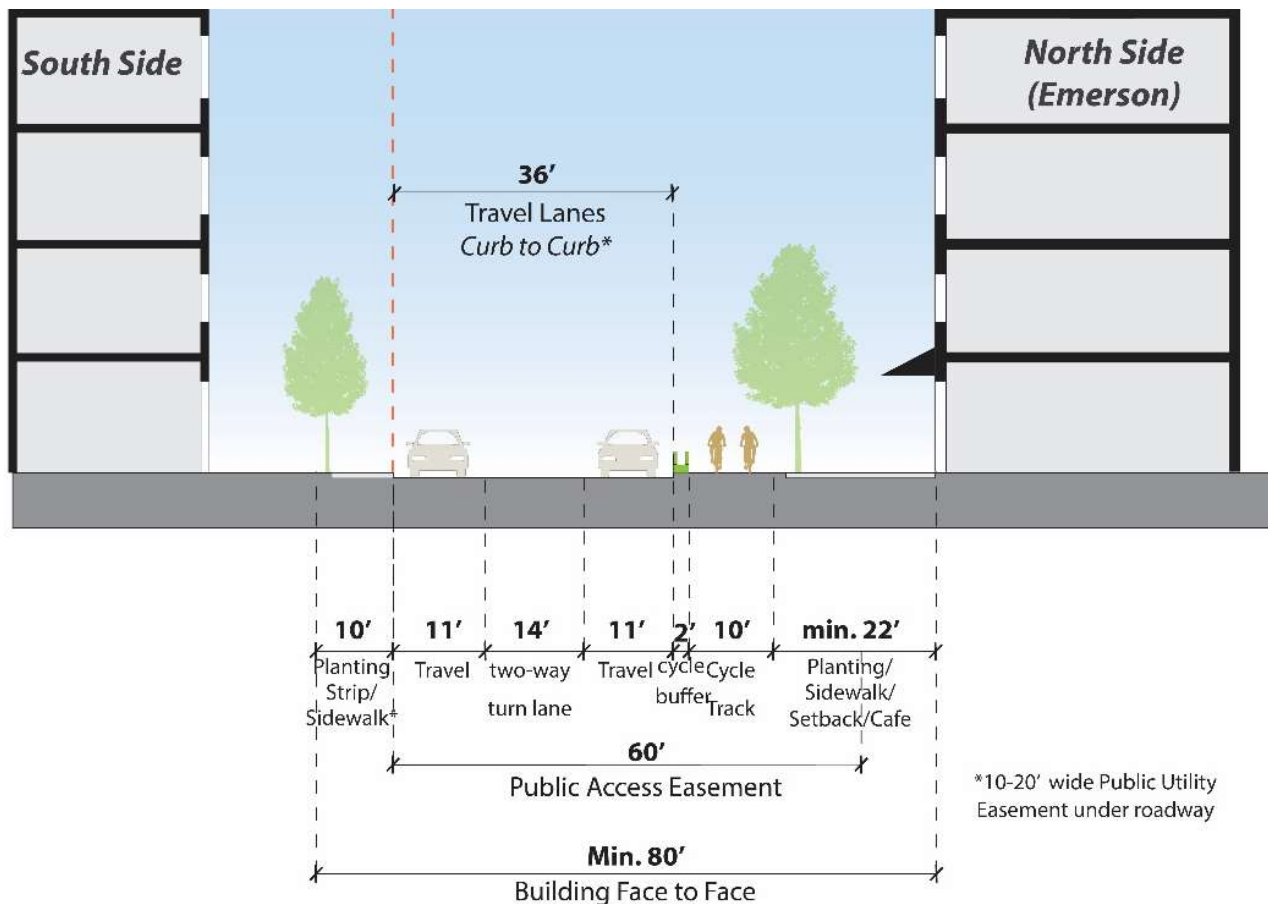 South Side
North Side
(Emerson)
36’
Travel Lanes
Curb to Curb*
10’
11’
14’
11’
2’
10’
min. 22’
Planting
Strip/
Sidewalk*
Travel
two-way
turn lane
Travel
cycle
buffer
Cycle
Track
Planting/
Sidewalk/
Setback/Cafe
60’
Public Access Easement
*10-20’ wide Public Utility
Easement under roadway
Min. 80’
Building Face to Face